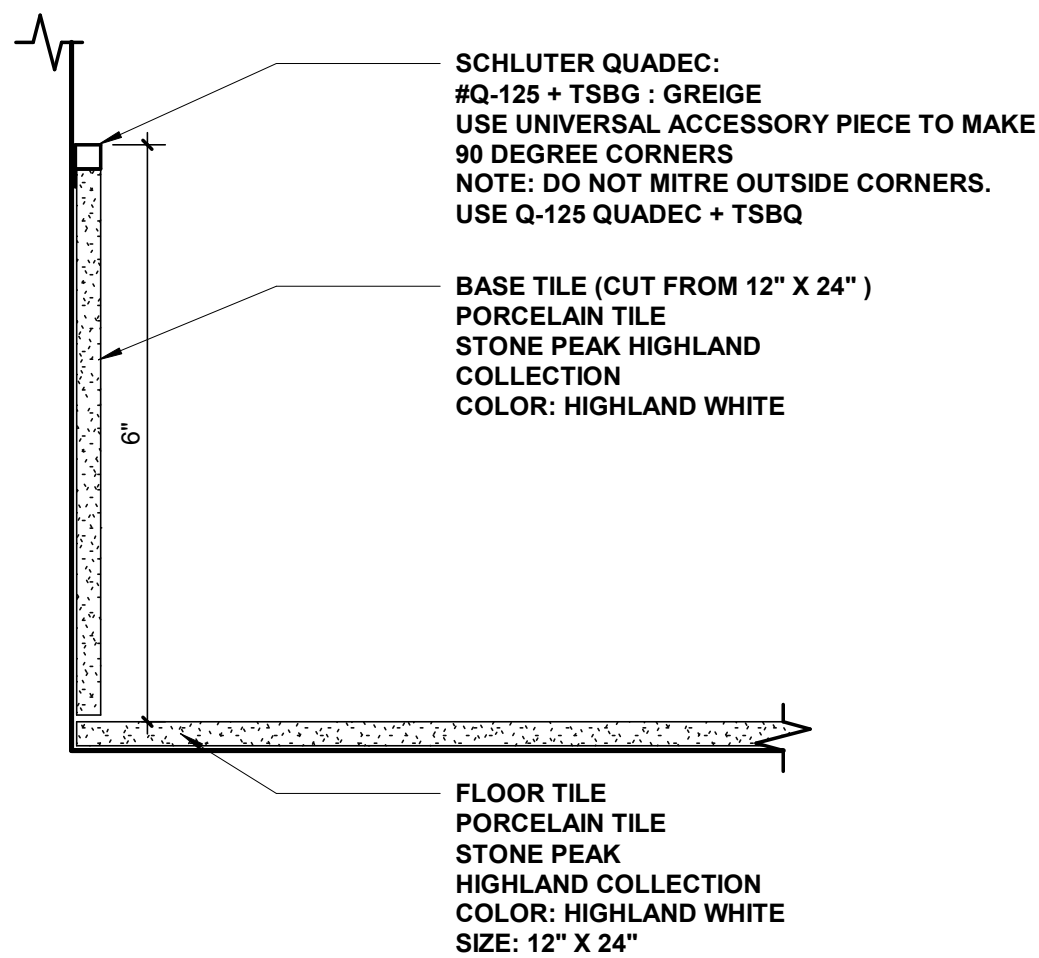 SCHLUTER QUADEC:
#Q-125 + TSBG : GREIGE
USE UNIVERSAL ACCESSORY PIECE TO MAKE
90 DEGREE CORNERS
NOTE: DO NOT MITRE OUTSIDE CORNERS.
USE Q-125 QUADEC + TSBQ
BASE TILE (CUT FROM 12" X 24" )
PORCELAIN TILE
STONE PEAK HIGHLAND
COLLECTION
COLOR: HIGHLAND WHITE
6"
FLOOR TILE
PORCELAIN TILE
STONE PEAK
HIGHLAND COLLECTION
COLOR: HIGHLAND WHITE
SIZE: 12" X 24"